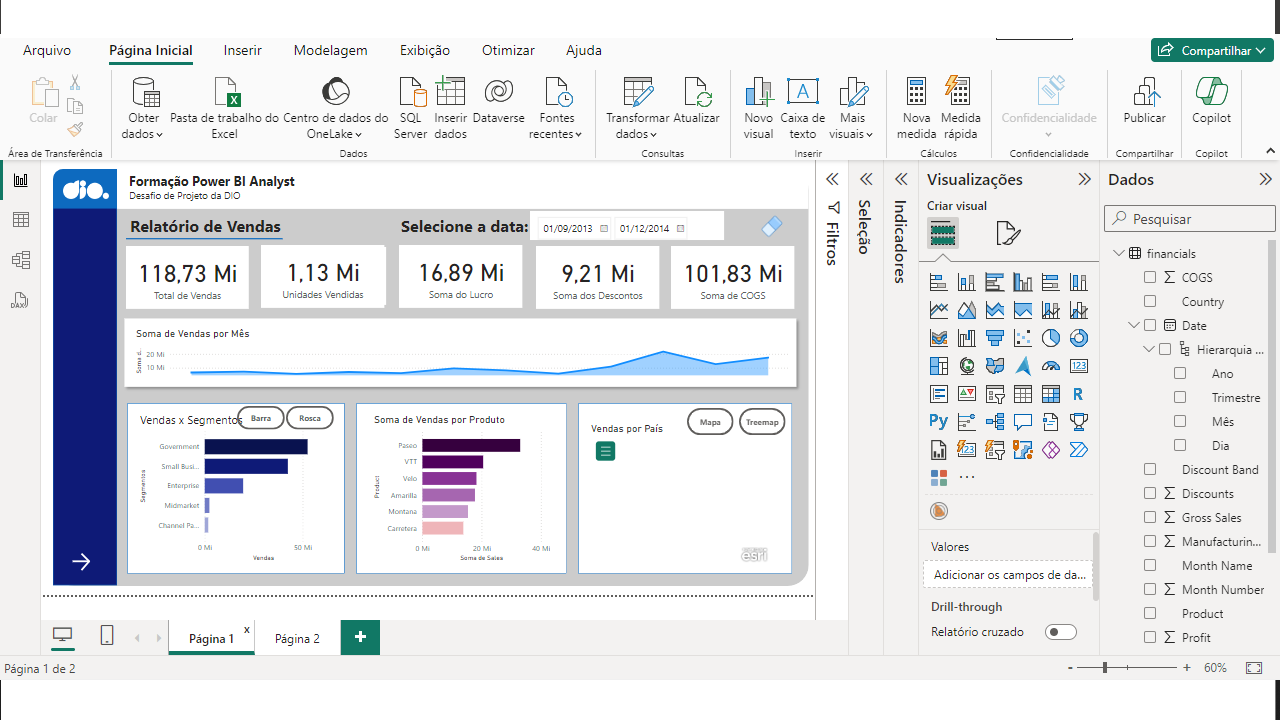 Arquivo
Página Inicial
Inserir
Modelagem
Exibição
Otimizar
Ajuda
Compartilhar
Colar
Obter
dados
Pasta de trabalho do
Excel
Centro de dados do
OneLake
SQL
Server
Inserir
dados
Dataverse
Fontes
recentes
Transformar
dados
Atualizar
Novo
visual
Caixa de
texto
Mais
visuais
Nova
medida
Medida
rápida
Confidencialidade
Publicar
Copilot
Área de Transferência
Dados
Consultas
Inserir
Cálculos
Confidencialidade
Compartilhar
Copilot
dio.
Formação Power BI Analyst
Desafio de Projeto da DIO
Relatório de Vendas
Selecione a data:
01/09/2013
01/12/2014
118,73 Mi
Total de Vendas
1,13 Mi
Unidades Vendidas
16,89 Mi
Soma do Lucro
9,21 Mi
Soma dos Descontos
101,83 Mi
Soma de COGS
Soma de Vendas por Mês
Soma d...
20 Mi
10 Mi
Vendas x Segmentos
Barra
Rosca
Segmentos
Government
Small Busi...
Enterprise
Midmarket
Channel Pa...
0 Mi
50 Mi
Vendas
Soma de Vendas por Produto
Product
Paseo
VTT
Velo
Amarilla
Montana
Carretera
0 Mi
20 Mi
40 Mi
Soma de Sales
Vendas por País
Mapa
Treemap
esri
Filtros
Seleção
Indicadores
Visualizações
Criar visual
123
R
Py
123
Valores
Adicionar os campos de da...
Drill-through
Relatório cruzado
Dados
Pesquisar
financials
COGS
Country
Date
Hierarquia ...
Ano
Trimestre
Mês
Dia
Discount Band
Discounts
Gross Sales
Manufacturin...
Month Name
Month Number
Product
Profit
DAX
Página 1
x
Página 2
Página 1 de 2
60%